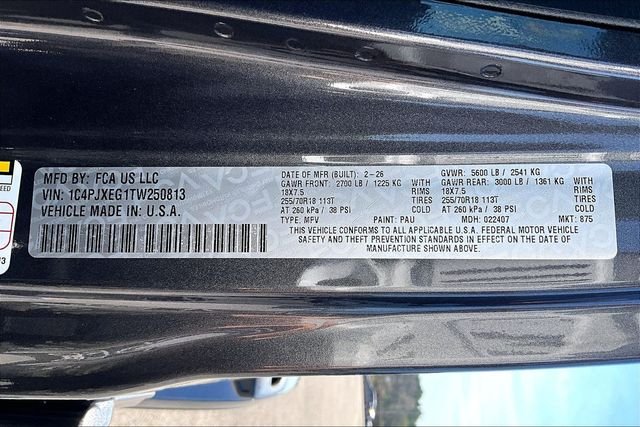 MFD BY: FCA US LLC
VIN: 1C4PJXEG1TW250813
VEHICLE MADE IN: U.S.A.
DATE OF MFR (BUILT): 2-26 GVWR: 5600 LB / 2541 KG
GAWR FRONT: 2700 LB / 1225 KG WITH GAWR REAR: 3000 LB / 1361 KG WITH
18X7.5 RIMS 18X7.5 RIMS
255/70R18 113T TIRES 255/70R18 113T TIRES
AT 260 kPa / 38 PSI COLD AT 260 kPa / 38 PSI COLD
TYPE: MPV PAINT: PAU MDH: 022407 MKT: 875
THIS VEHICLE CONFORMS TO ALL APPLICABLE U.S.A. FEDERAL MOTOR VEHICLE
SAFETY AND THEFT PREVENTION STANDARDS IN EFFECT ON THE DATE OF
MANUFACTURE SHOWN ABOVE.